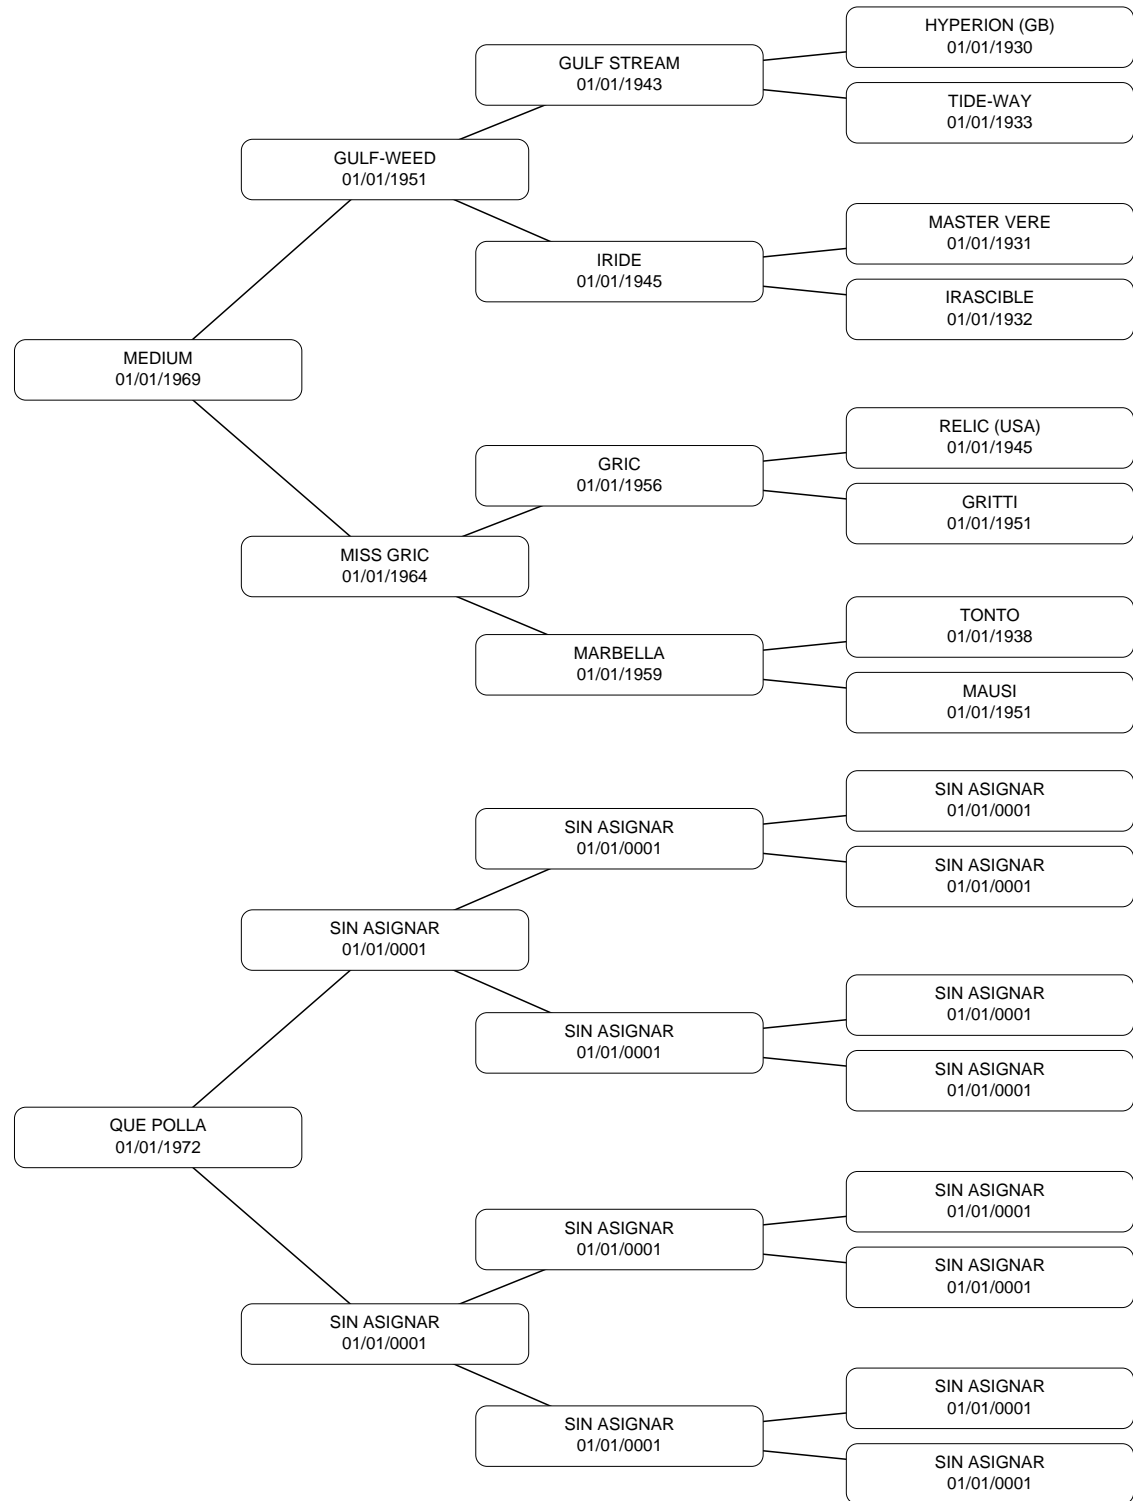 HYPERION (GB)
01/01/1930
GULF STREAM
01/01/1943
TIDE-WAY
01/01/1933
GULF-WEED
01/01/1951
MASTER VERE
01/01/1931
IRIDE
01/01/1945
IRASCIBLE
01/01/1932
MEDIUM
01/01/1969
RELIC (USA)
01/01/1945
GRIC
01/01/1956
GRITTI
01/01/1951
MISS GRIC
01/01/1964
TONTO
01/01/1938
MARBELLA
01/01/1959
MAUSI
01/01/1951
SIN ASIGNAR
01/01/0001
SIN ASIGNAR
01/01/0001
SIN ASIGNAR
01/01/0001
SIN ASIGNAR
01/01/0001
SIN ASIGNAR
01/01/0001
SIN ASIGNAR
01/01/0001
SIN ASIGNAR
01/01/0001
QUE POLLA
01/01/1972
SIN ASIGNAR
01/01/0001
SIN ASIGNAR
01/01/0001
SIN ASIGNAR
01/01/0001
SIN ASIGNAR
01/01/0001
SIN ASIGNAR
01/01/0001
SIN ASIGNAR
01/01/0001
SIN ASIGNAR
01/01/0001